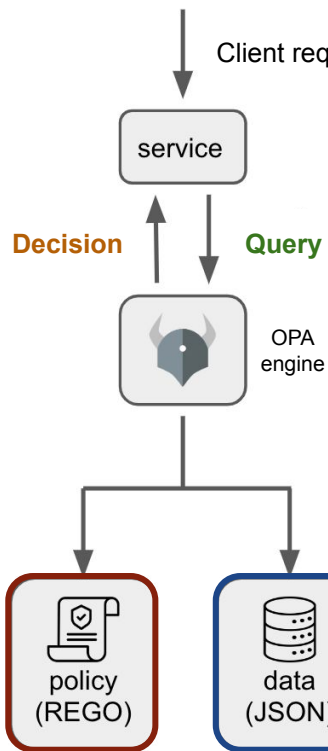 Client req
service
Decision
Query
OPA
engine
policy
(REGO)
data
(JSON)